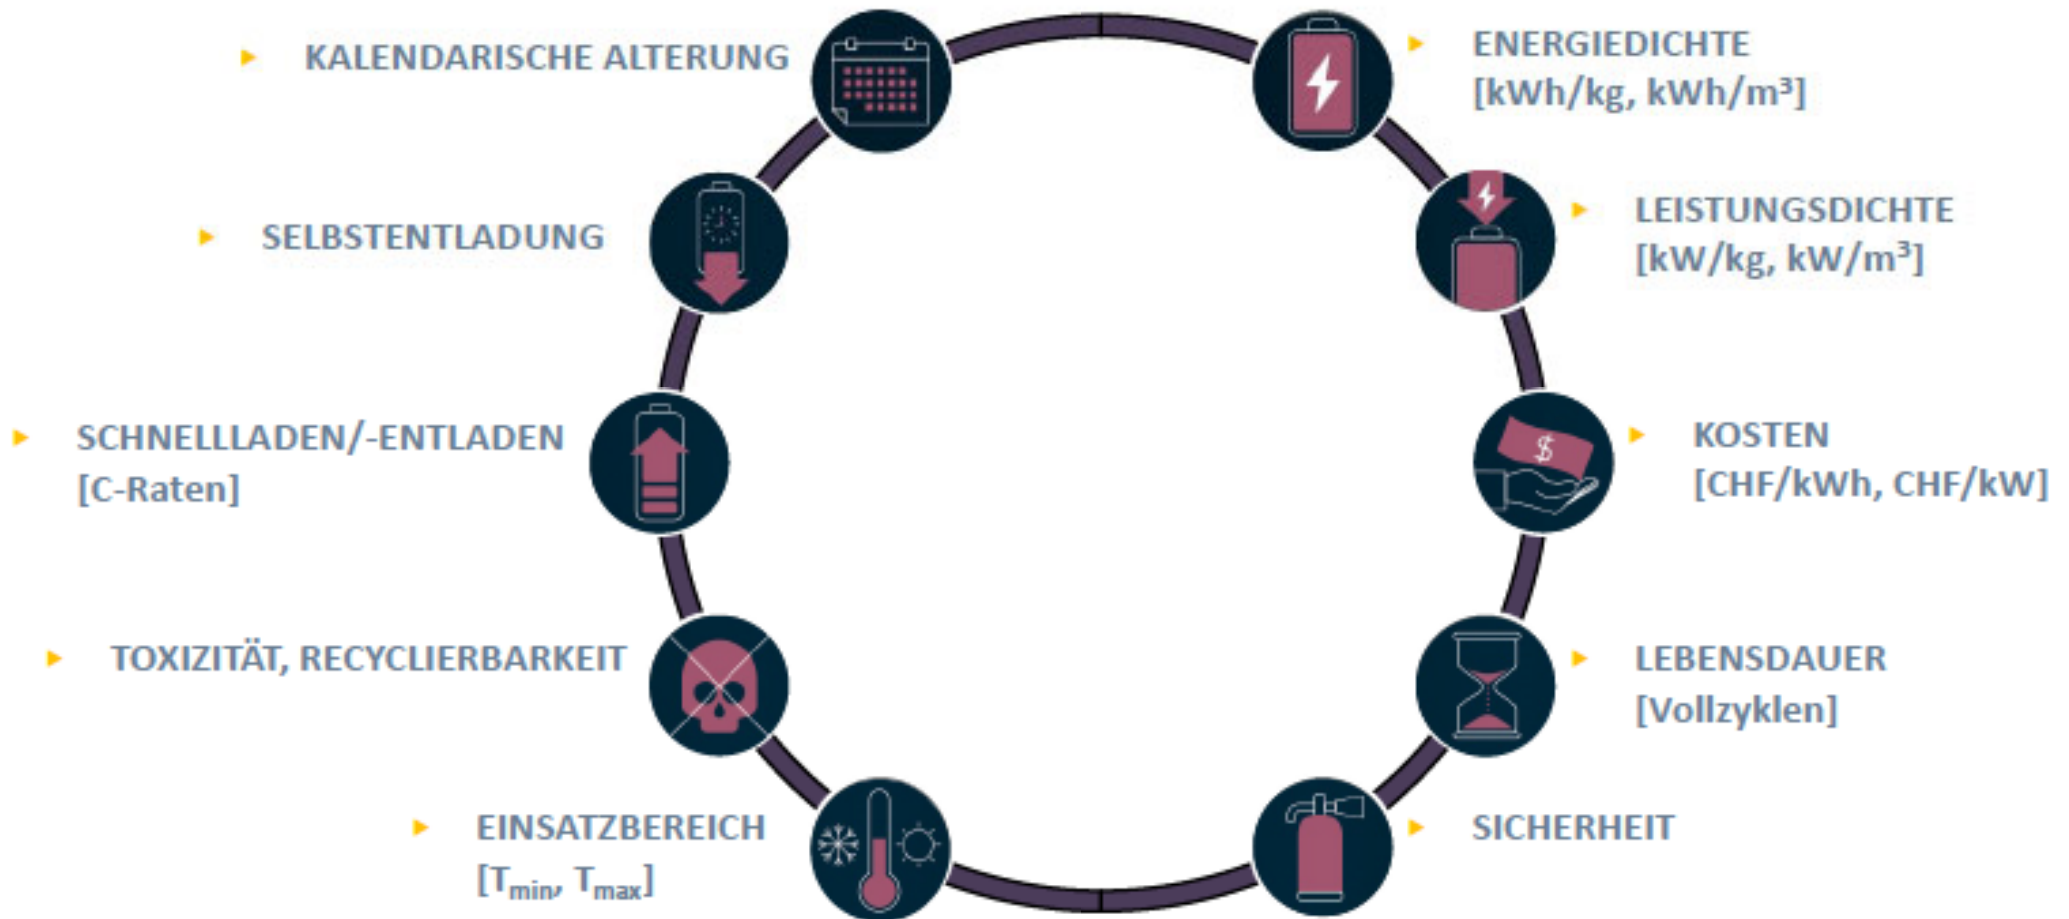 KALENDARISCHE ALTERUNG
ENERGIEDICHTE
[kWh/kg, kWh/m³]
SELBSTENTLADUNG
LEISTUNGSDICHTE
[kW/kg, kW/m³]
SCHNELLLADEN/-ENTLADEN
[C-Raten]
$
KOSTEN
[CHF/kWh, CHF/kW]
TOXIZITÄT, RECYCLIERBARKEIT
LEBENSDAUER
[Vollzyklen]
EINSATZBEREICH
[Tmin, Tmax]
SICHERHEIT